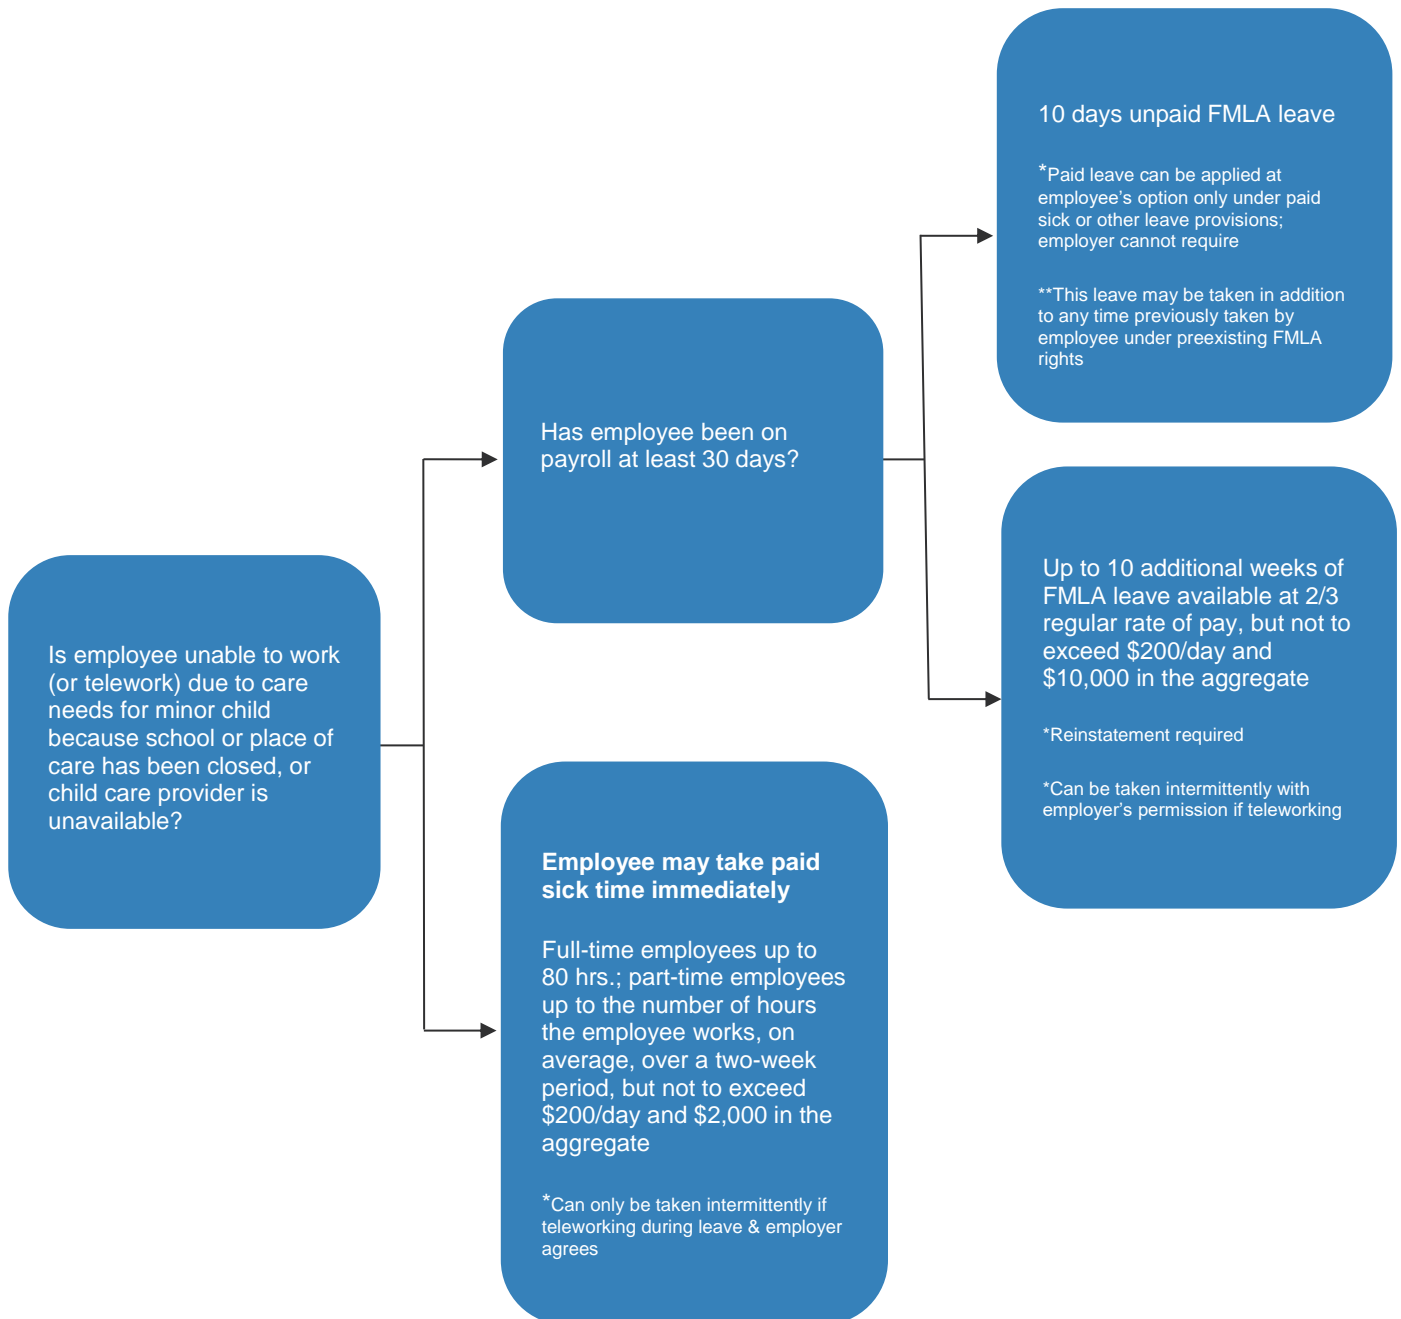 Is employee unable to work
(or telework) due to care
needs for minor child
because school or place of
care has been closed, or
child care provider is
unavailable?
Has employee been on
payroll at least 30 days?
Employee may take paid
sick time immediately
Full-time employees up to
80 hrs.; part-time employees
up to the number of hours
the employee works, on
average, over a two-week
period, but not to exceed
$200/day and $2,000 in the
aggregate
*Can only be taken intermittently if
teleworking during leave & employer
agrees
10 days unpaid FMLA leave
*Paid leave can be applied at
employee’s option only under paid
sick or other leave provisions;
employer cannot require
**This leave may be taken in addition
to any time previously taken by
employee under preexisting FMLA
rights
Up to 10 additional weeks of
FMLA leave available at 2/3
regular rate of pay, but not to
exceed $200/day and
$10,000 in the aggregate
*Reinstatement required
*Can be taken intermittently with
employer’s permission if teleworking